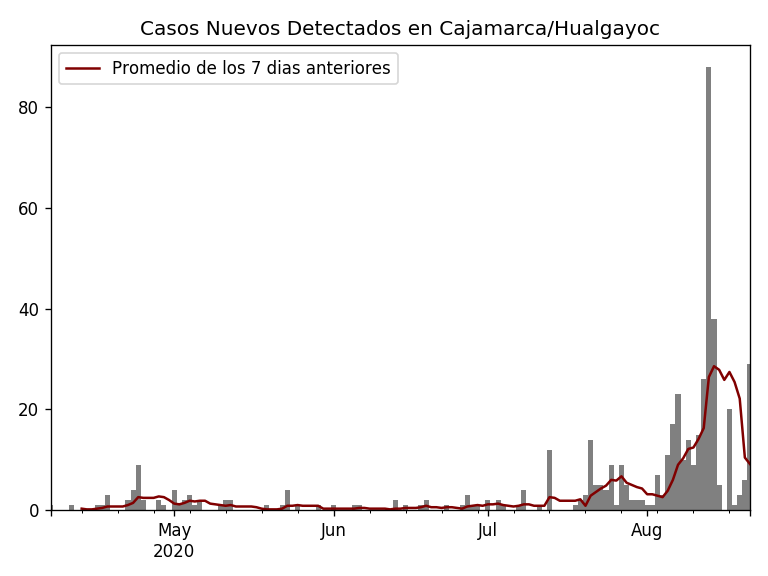 Casos Nuevos Detectados en Cajamarca/Hualgayoc
Promedio de los 7 dias anteriores
80
60
40
20
0
May Jun Jul Aug
2020